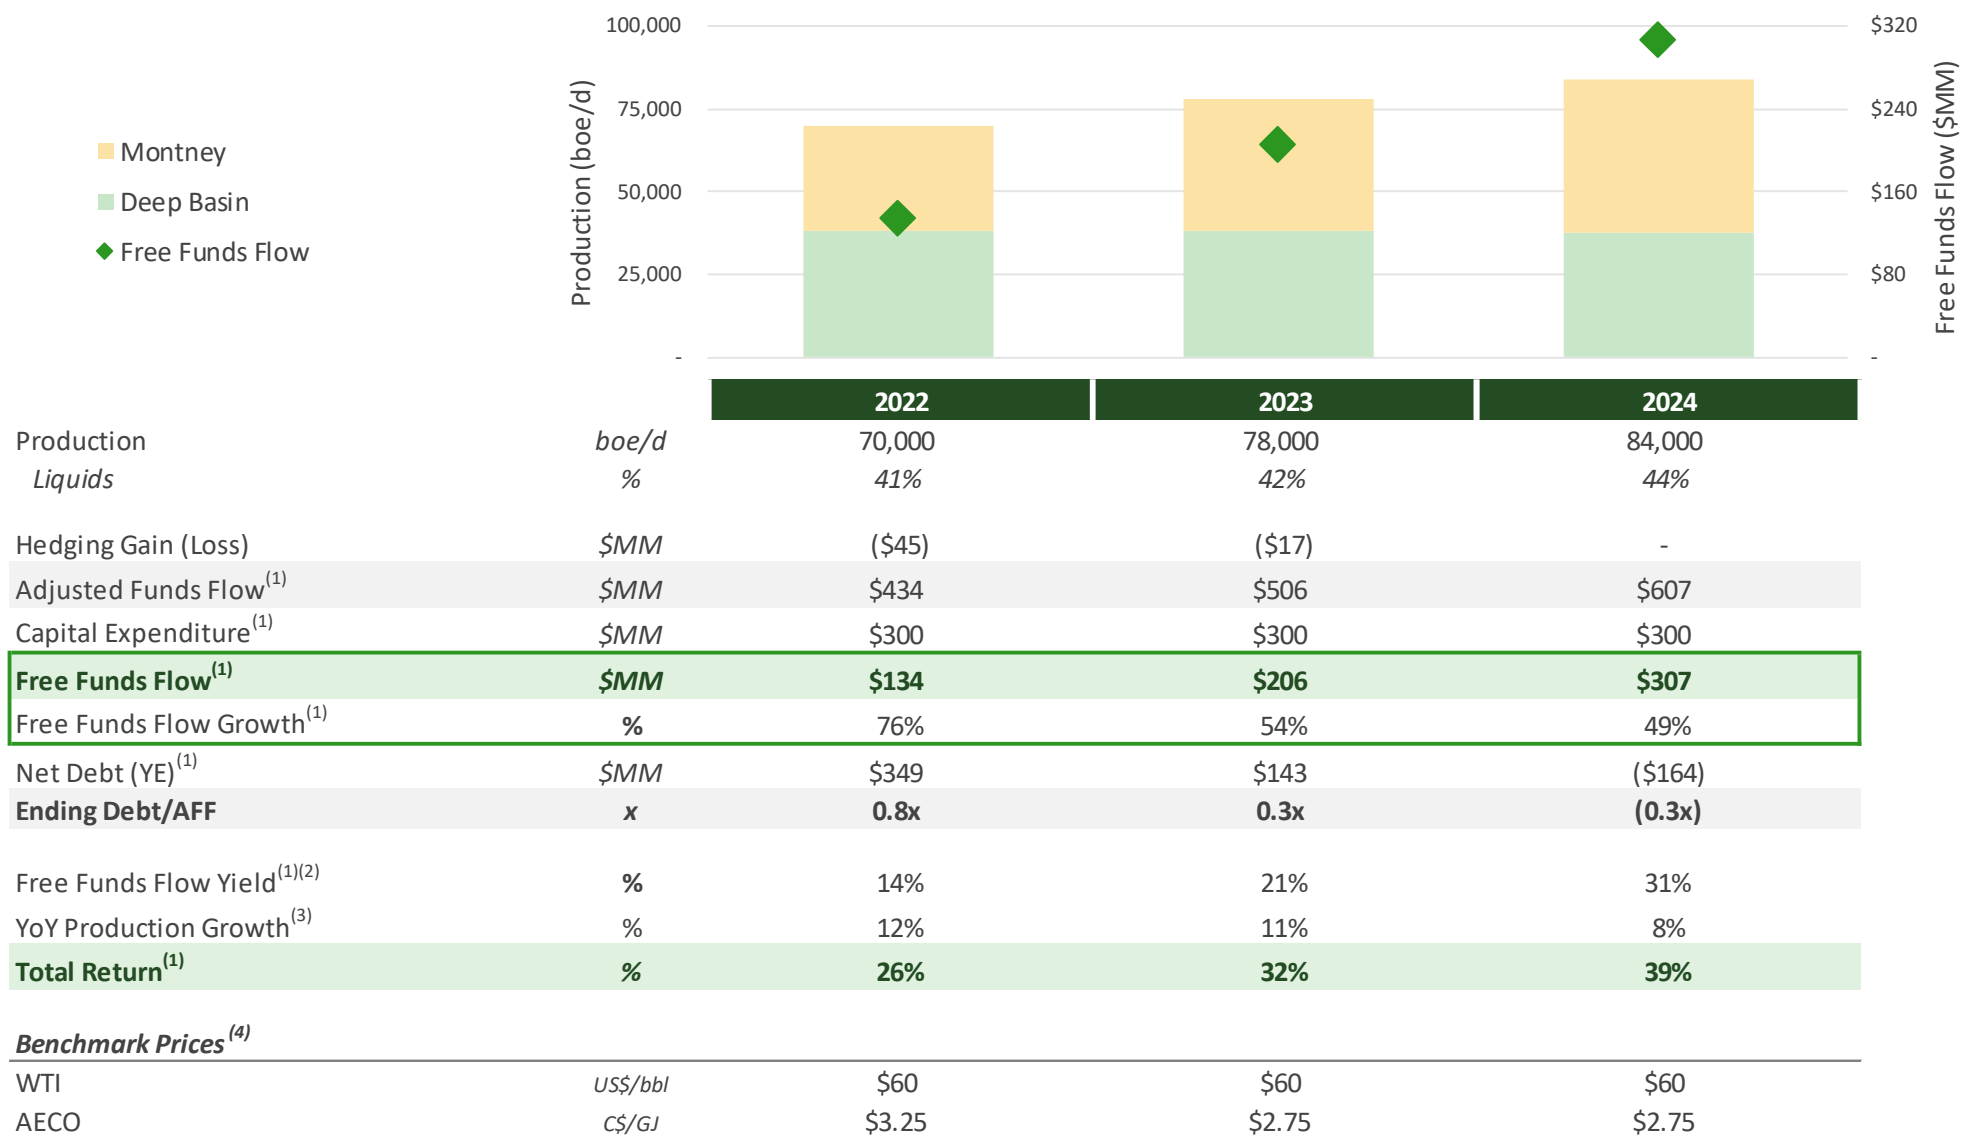 100,000
75,000
50,000
25,000
-
Production (boe/d)
$320
$240
$160
$80
-
Free Funds Flow ($MM)
Montney
Deep Basin
Free Funds Flow
2022 2023 2024
Production boe/d 70,000 78,000 84,000
Liquids % 41% 42% 44%
Hedging Gain (Loss) $MM ($45) ($17) -
Adjusted Funds Flow(1) $MM $434 $506 $607
Capital Expenditure(1) $MM $300 $300 $300
Free Funds Flow(1) $MM $134 $206 $307
Free Funds Flow Growth(1) % 76% 54% 49%
Net Debt (YE)(1) $MM $349 $143 ($164)
Ending Debt/AFF x 0.8x 0.3x (0.3x)
Free Funds Flow Yield(1)(2) % 14% 21% 31%
YoY Production Growth(3) % 12% 11% 8%
Total Return(1) % 26% 32% 39%
Benchmark Prices(4)
WTI US$/bbl $60 $60 $60
AECO C$/GJ $3.25 $2.75 $2.75